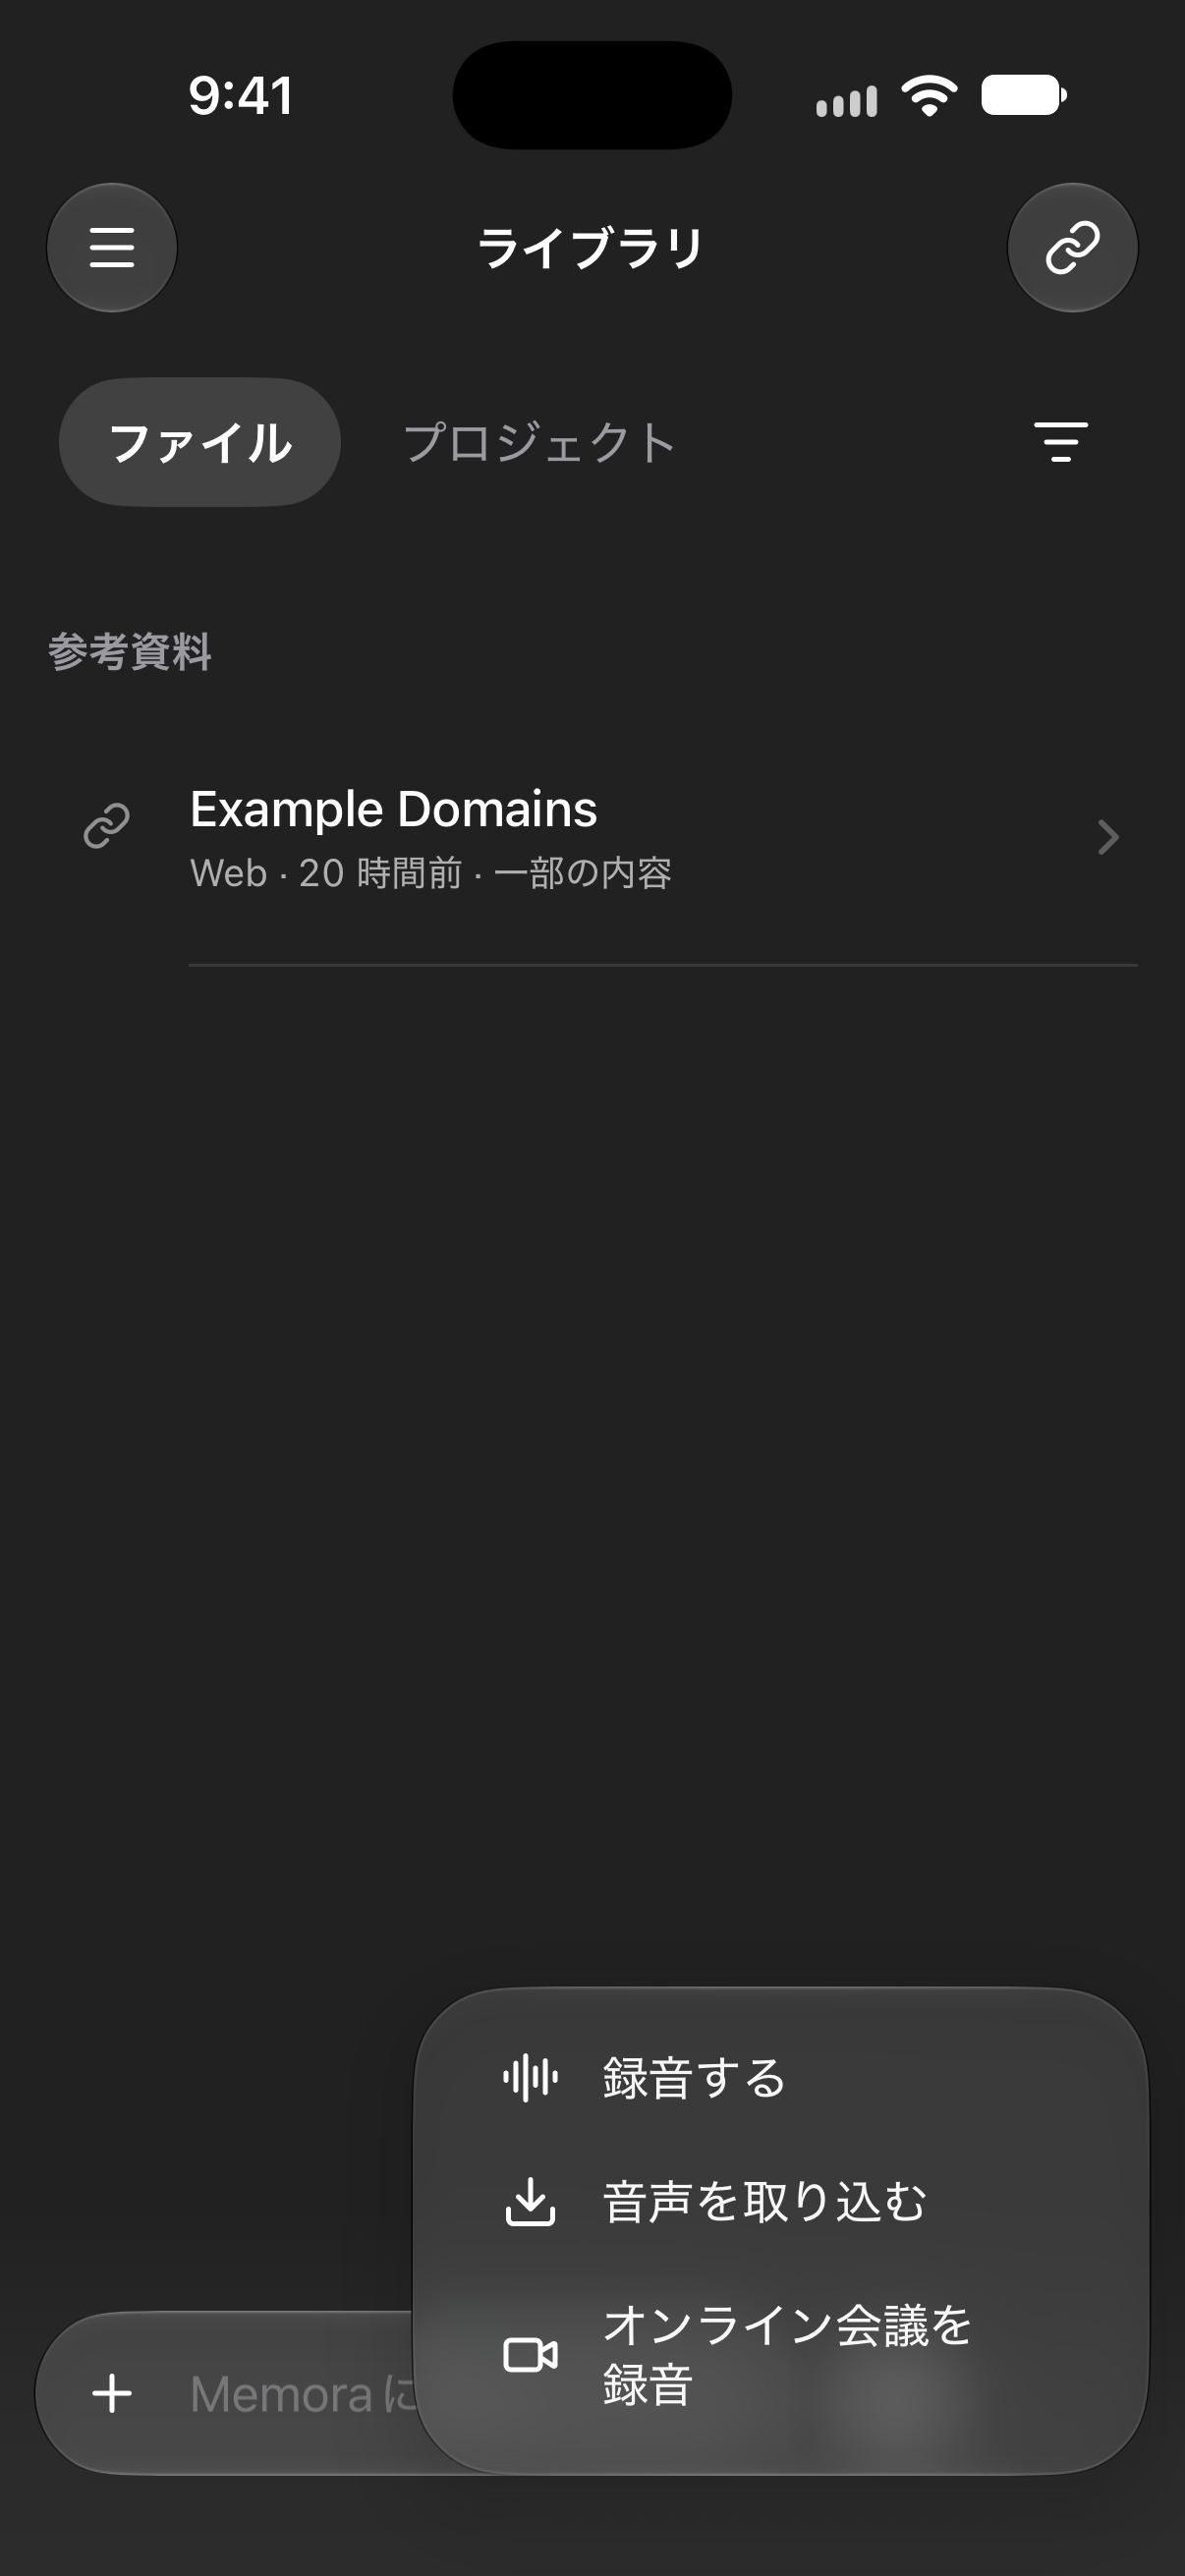 9:41
ライブラリ
ファイル
プロジェクト
参考資料
Example Domains
Web · 20 時間前 · 一部の内容
録音する
音声を取り込む
オンライン会議を
録音
Memora に